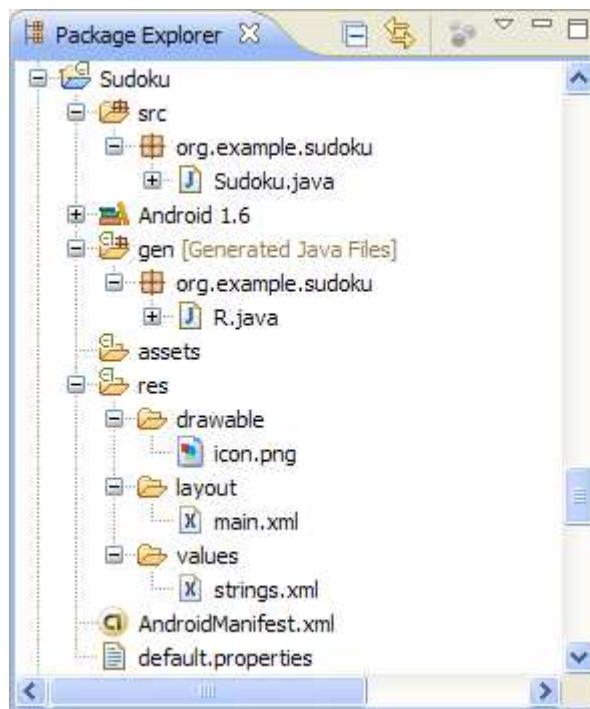 Package Explorer
Sudoku
src
org.example.sudoku
Sudoku.java
Android 1.6
gen [Generated Java Files]
org.example.sudoku
R.java
assets
res
drawable
icon.png
layout
main.xml
values
strings.xml
AndroidManifest.xml
default.properties